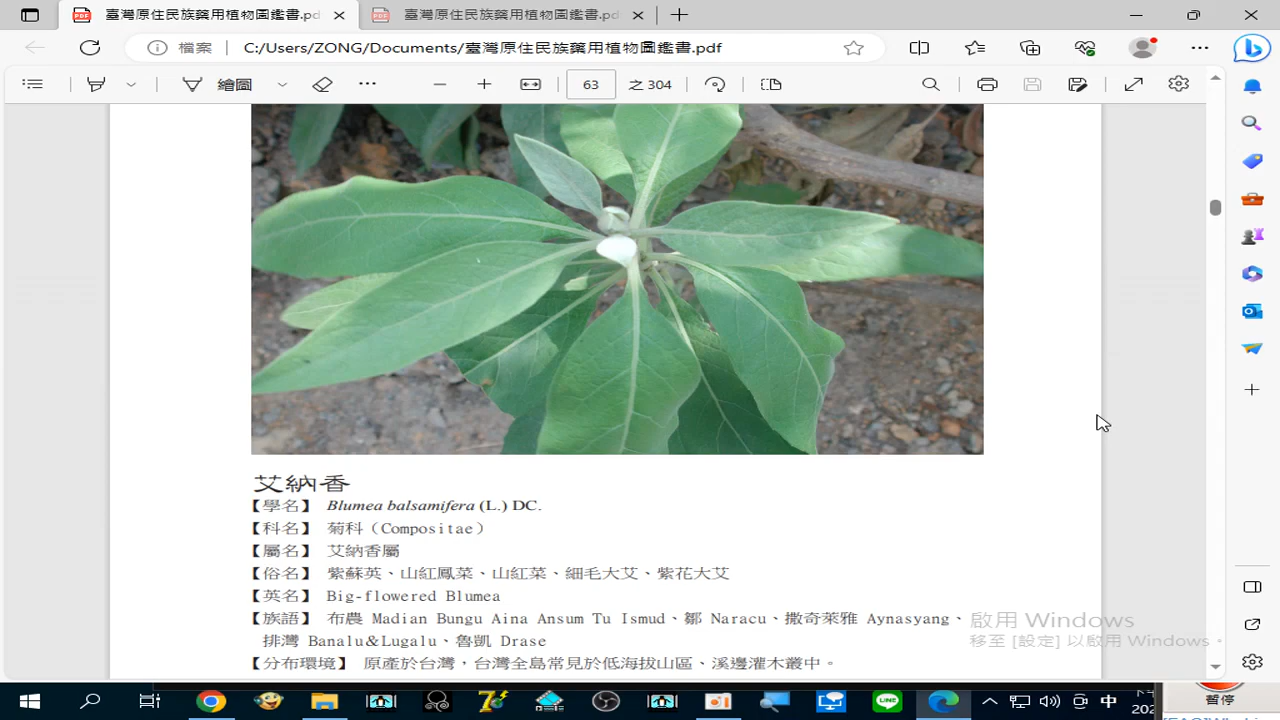 臺灣原住民族藥用植物圖鑑書.pdf
臺灣原住民族藥用植物圖鑑書.pdf
檔案 C:/Users/ZONG/Documents/臺灣原住民族藥用植物圖鑑書.pdf
繪圖 63 之 304
艾納香
【學名】 Blumea balsamifera (L.) DC.
【科名】 菊科（Compositae）
【屬名】 艾納香屬
【俗名】 紫蘇英、山紅鳳菜、山紅菜、細毛大艾、紫花大艾
【英名】 Big-flowered Blumea
【族語】 布農 Madian Bungu Aina Ansum Tu Ismud、鄒 Naracu、撒奇萊雅 Aynasyang、
排灣 Banalu&Lugalu、魯凱 Drase
【分布環境】 原產於台灣，台灣全島常見於低海拔山區、溪邊灌木叢中。
啟用 Windows
移至 [設定] 以啟用 Windows。
中
暫停